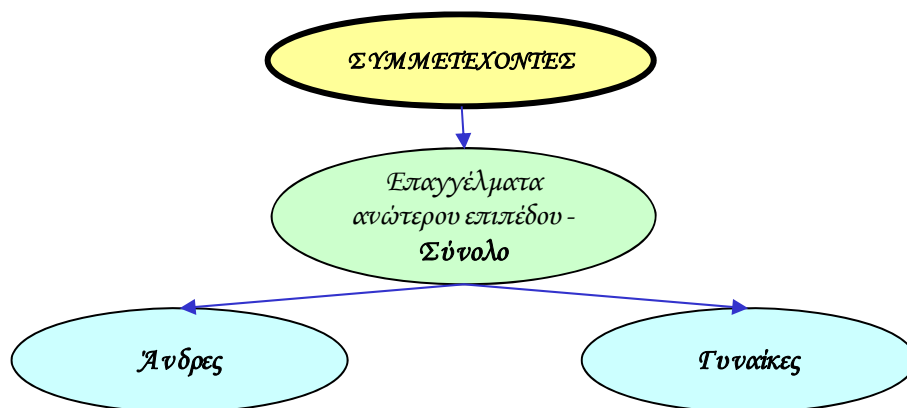 ΣΥΜΜΕΤΕΧΟΝΤΕΣ
Επαγγέλματα
ανώτερου επιπέδου -
Σύνολο
Άνδρες
Γυναίκες